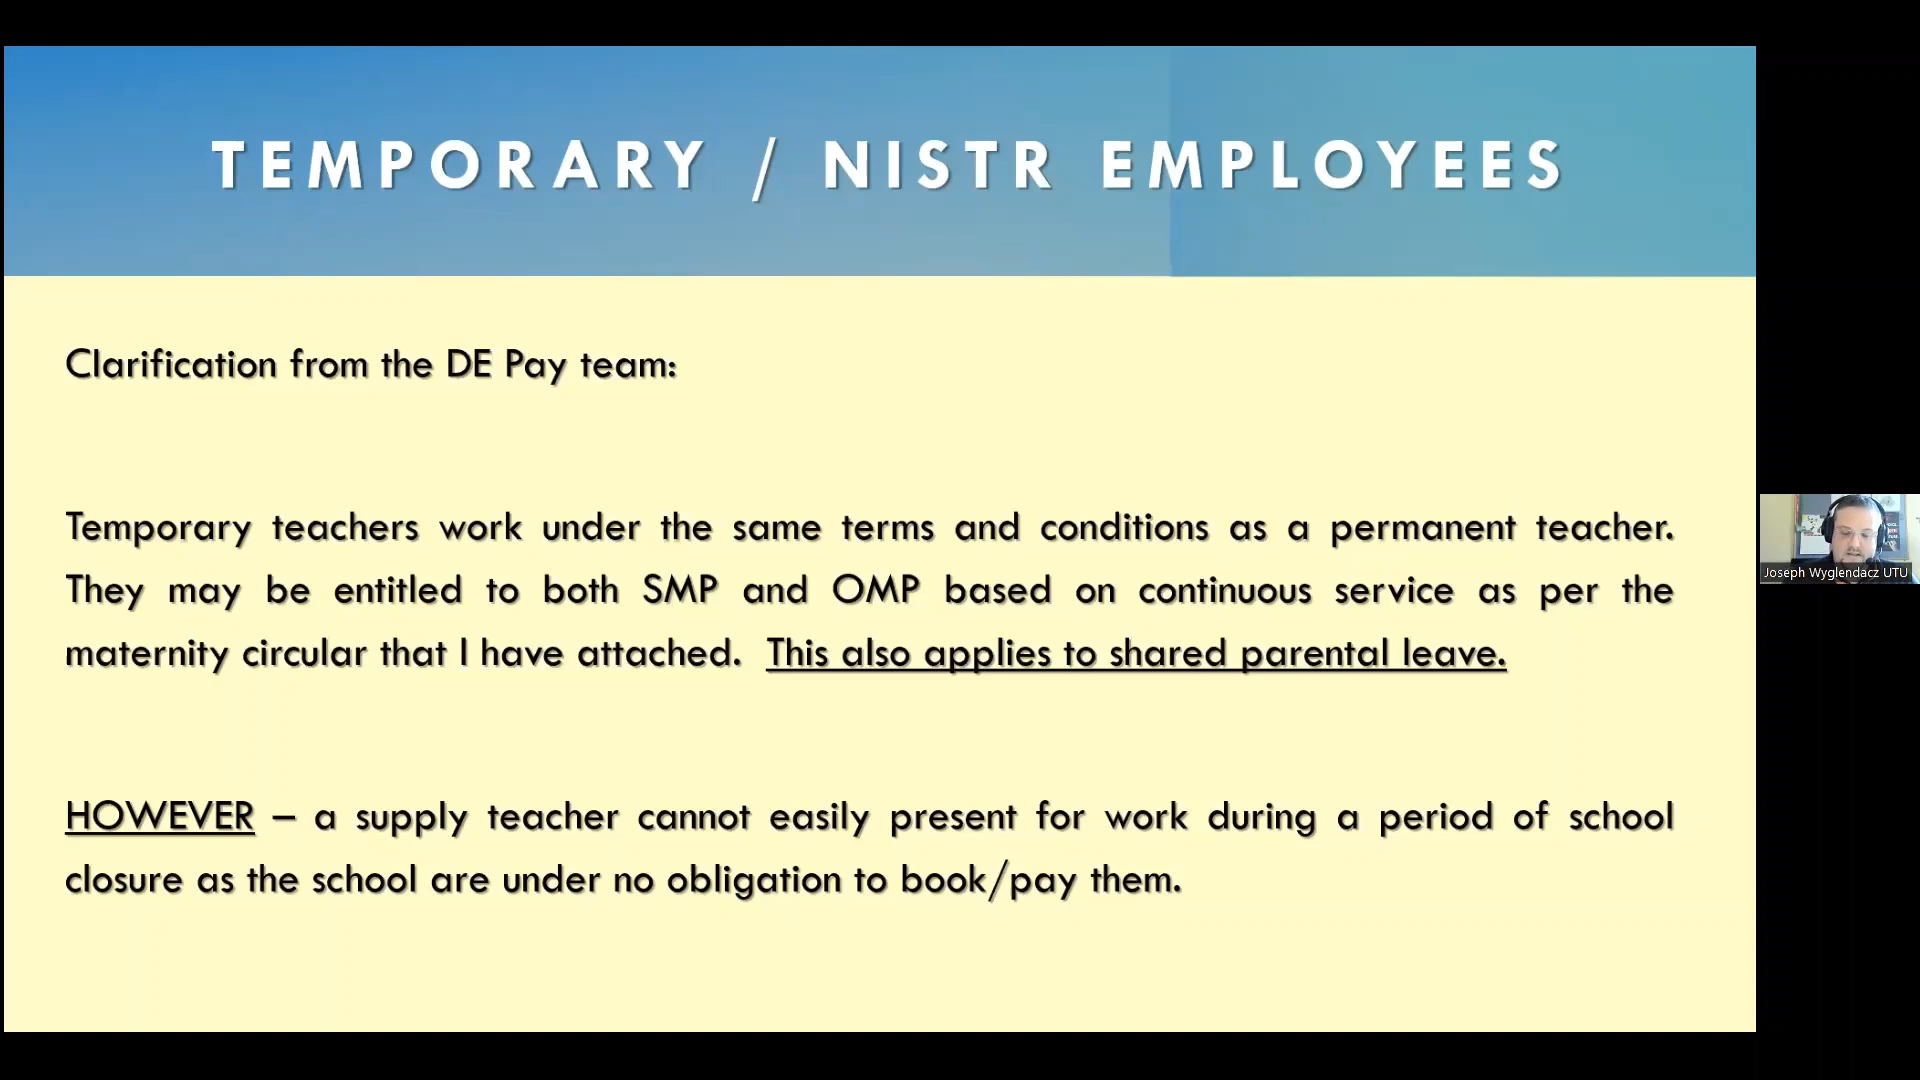 TEMPORARY / NISTR EMPLOYEES
Clarification from the DE Pay team:
Temporary teachers work under the same terms and conditions as a permanent teacher.
They may be entitled to both SMP and OMP based on continuous service as per the
maternity circular that I have attached. This also applies to shared parental leave.
HOWEVER – a supply teacher cannot easily present for work during a period of school
closure as the school are under no obligation to book/pay them.
Joseph Wyglendacz UTU